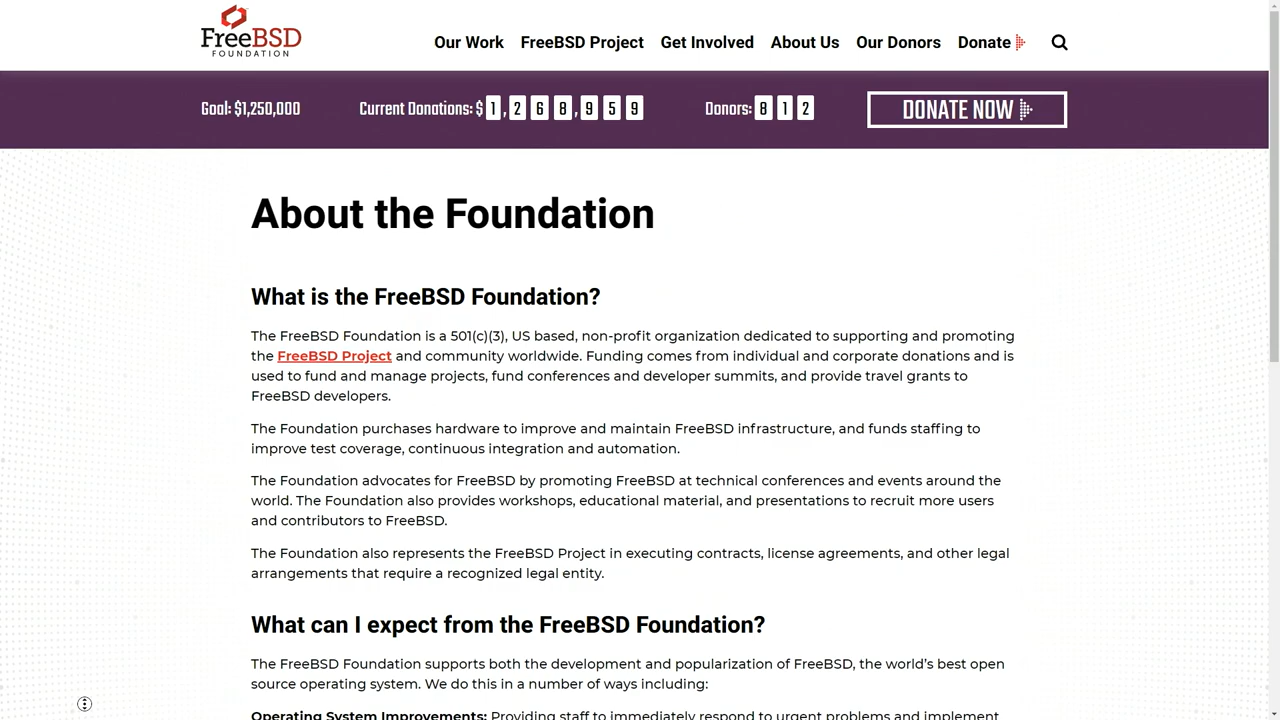 FreeBSD
FOUNDATION
Our Work FreeBSD Project Get Involved About Us Our Donors Donate
Goal: $1,250,000 Current Donations: $1,268,959 Donors: 812 DONATE NOW
About the Foundation
What is the FreeBSD Foundation?
The FreeBSD Foundation is a 501(c)(3), US based, non-profit organization dedicated to supporting and promoting
the FreeBSD Project and community worldwide. Funding comes from individual and corporate donations and is
used to fund and manage projects, fund conferences and developer summits, and provide travel grants to
FreeBSD developers.
The Foundation purchases hardware to improve and maintain FreeBSD infrastructure, and funds staffing to
improve test coverage, continuous integration and automation.
The Foundation advocates for FreeBSD by promoting FreeBSD at technical conferences and events around the
world. The Foundation also provides workshops, educational material, and presentations to recruit more users
and contributors to FreeBSD.
The Foundation also represents the FreeBSD Project in executing contracts, license agreements, and other legal
arrangements that require a recognized legal entity.
What can I expect from the FreeBSD Foundation?
The FreeBSD Foundation supports both the development and popularization of FreeBSD, the world’s best open
source operating system. We do this in a number of ways including:
Operating System Improvements: Providing staff to immediately respond to urgent problems and implement